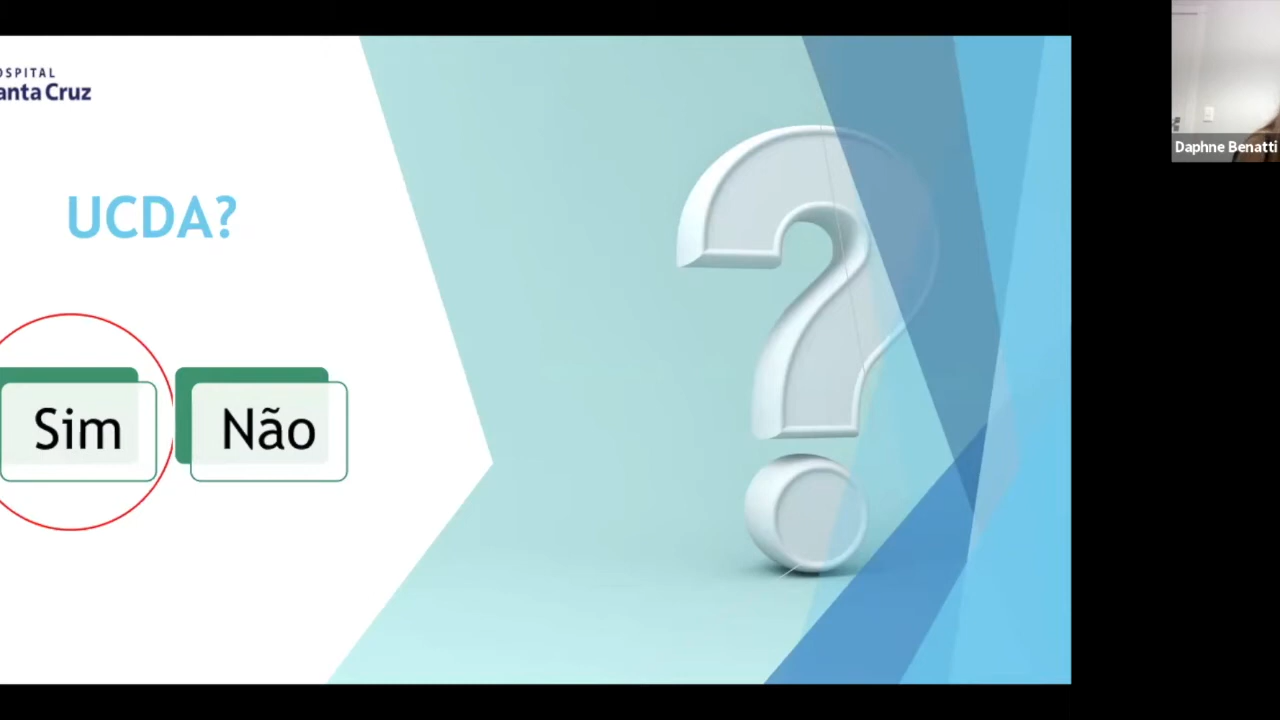 OSPITAL
anta Cruz
Daphne Benatti
UCDA?
Sim
Não